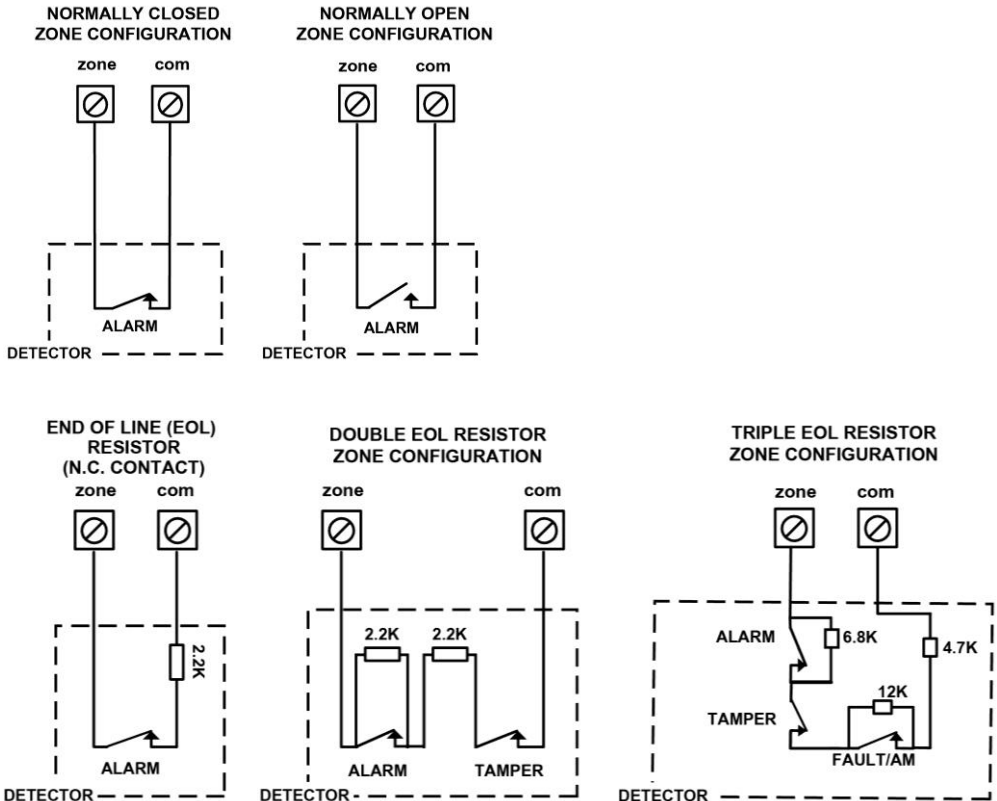 NORMALLY CLOSED
ZONE CONFIGURATION
zone com
ALARM
DETECTOR
NORMALLY OPEN
ZONE CONFIGURATION
zone com
ALARM
DETECTOR
END OF LINE (EOL)
RESISTOR
(N.C. CONTACT)
zone com
2.2K
ALARM
DETECTOR
DOUBLE EOL RESISTOR
ZONE CONFIGURATION
zone com
2.2K 2.2K
ALARM TAMPER
DETECTOR
TRIPLE EOL RESISTOR
ZONE CONFIGURATION
zone com
ALARM 6.8K 4.7K
12K
TAMPER
FAULT/AM
DETECTOR